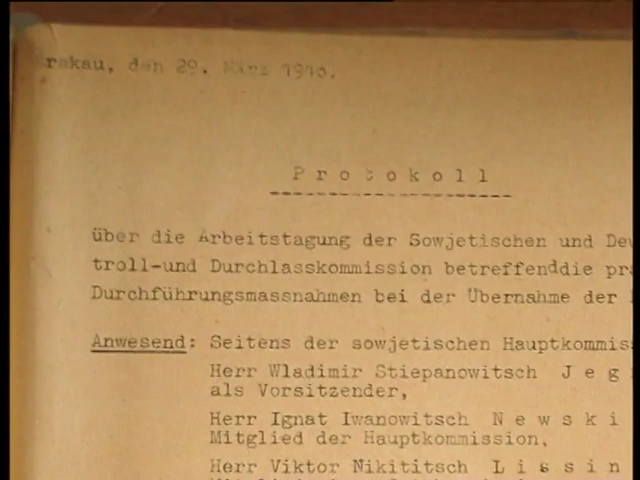 rakau, den 29. März 1940.
Protokoll
über die Arbeitstagung der Sowjetischen und De
troll-und Durchlasskommission betreffenddie pr
Durchführungsmassnahmen bei der Übernahme der
Anwesend: Seitens der sowjetischen Hauptkommis
Herr Wladimir Stiepanowitsch Jeg
als Vorsitzender,
Herr Ignat Iwanowitsch Newski
Mitglied der Hauptkommission,
Herr Viktor Nikititsch Lissin